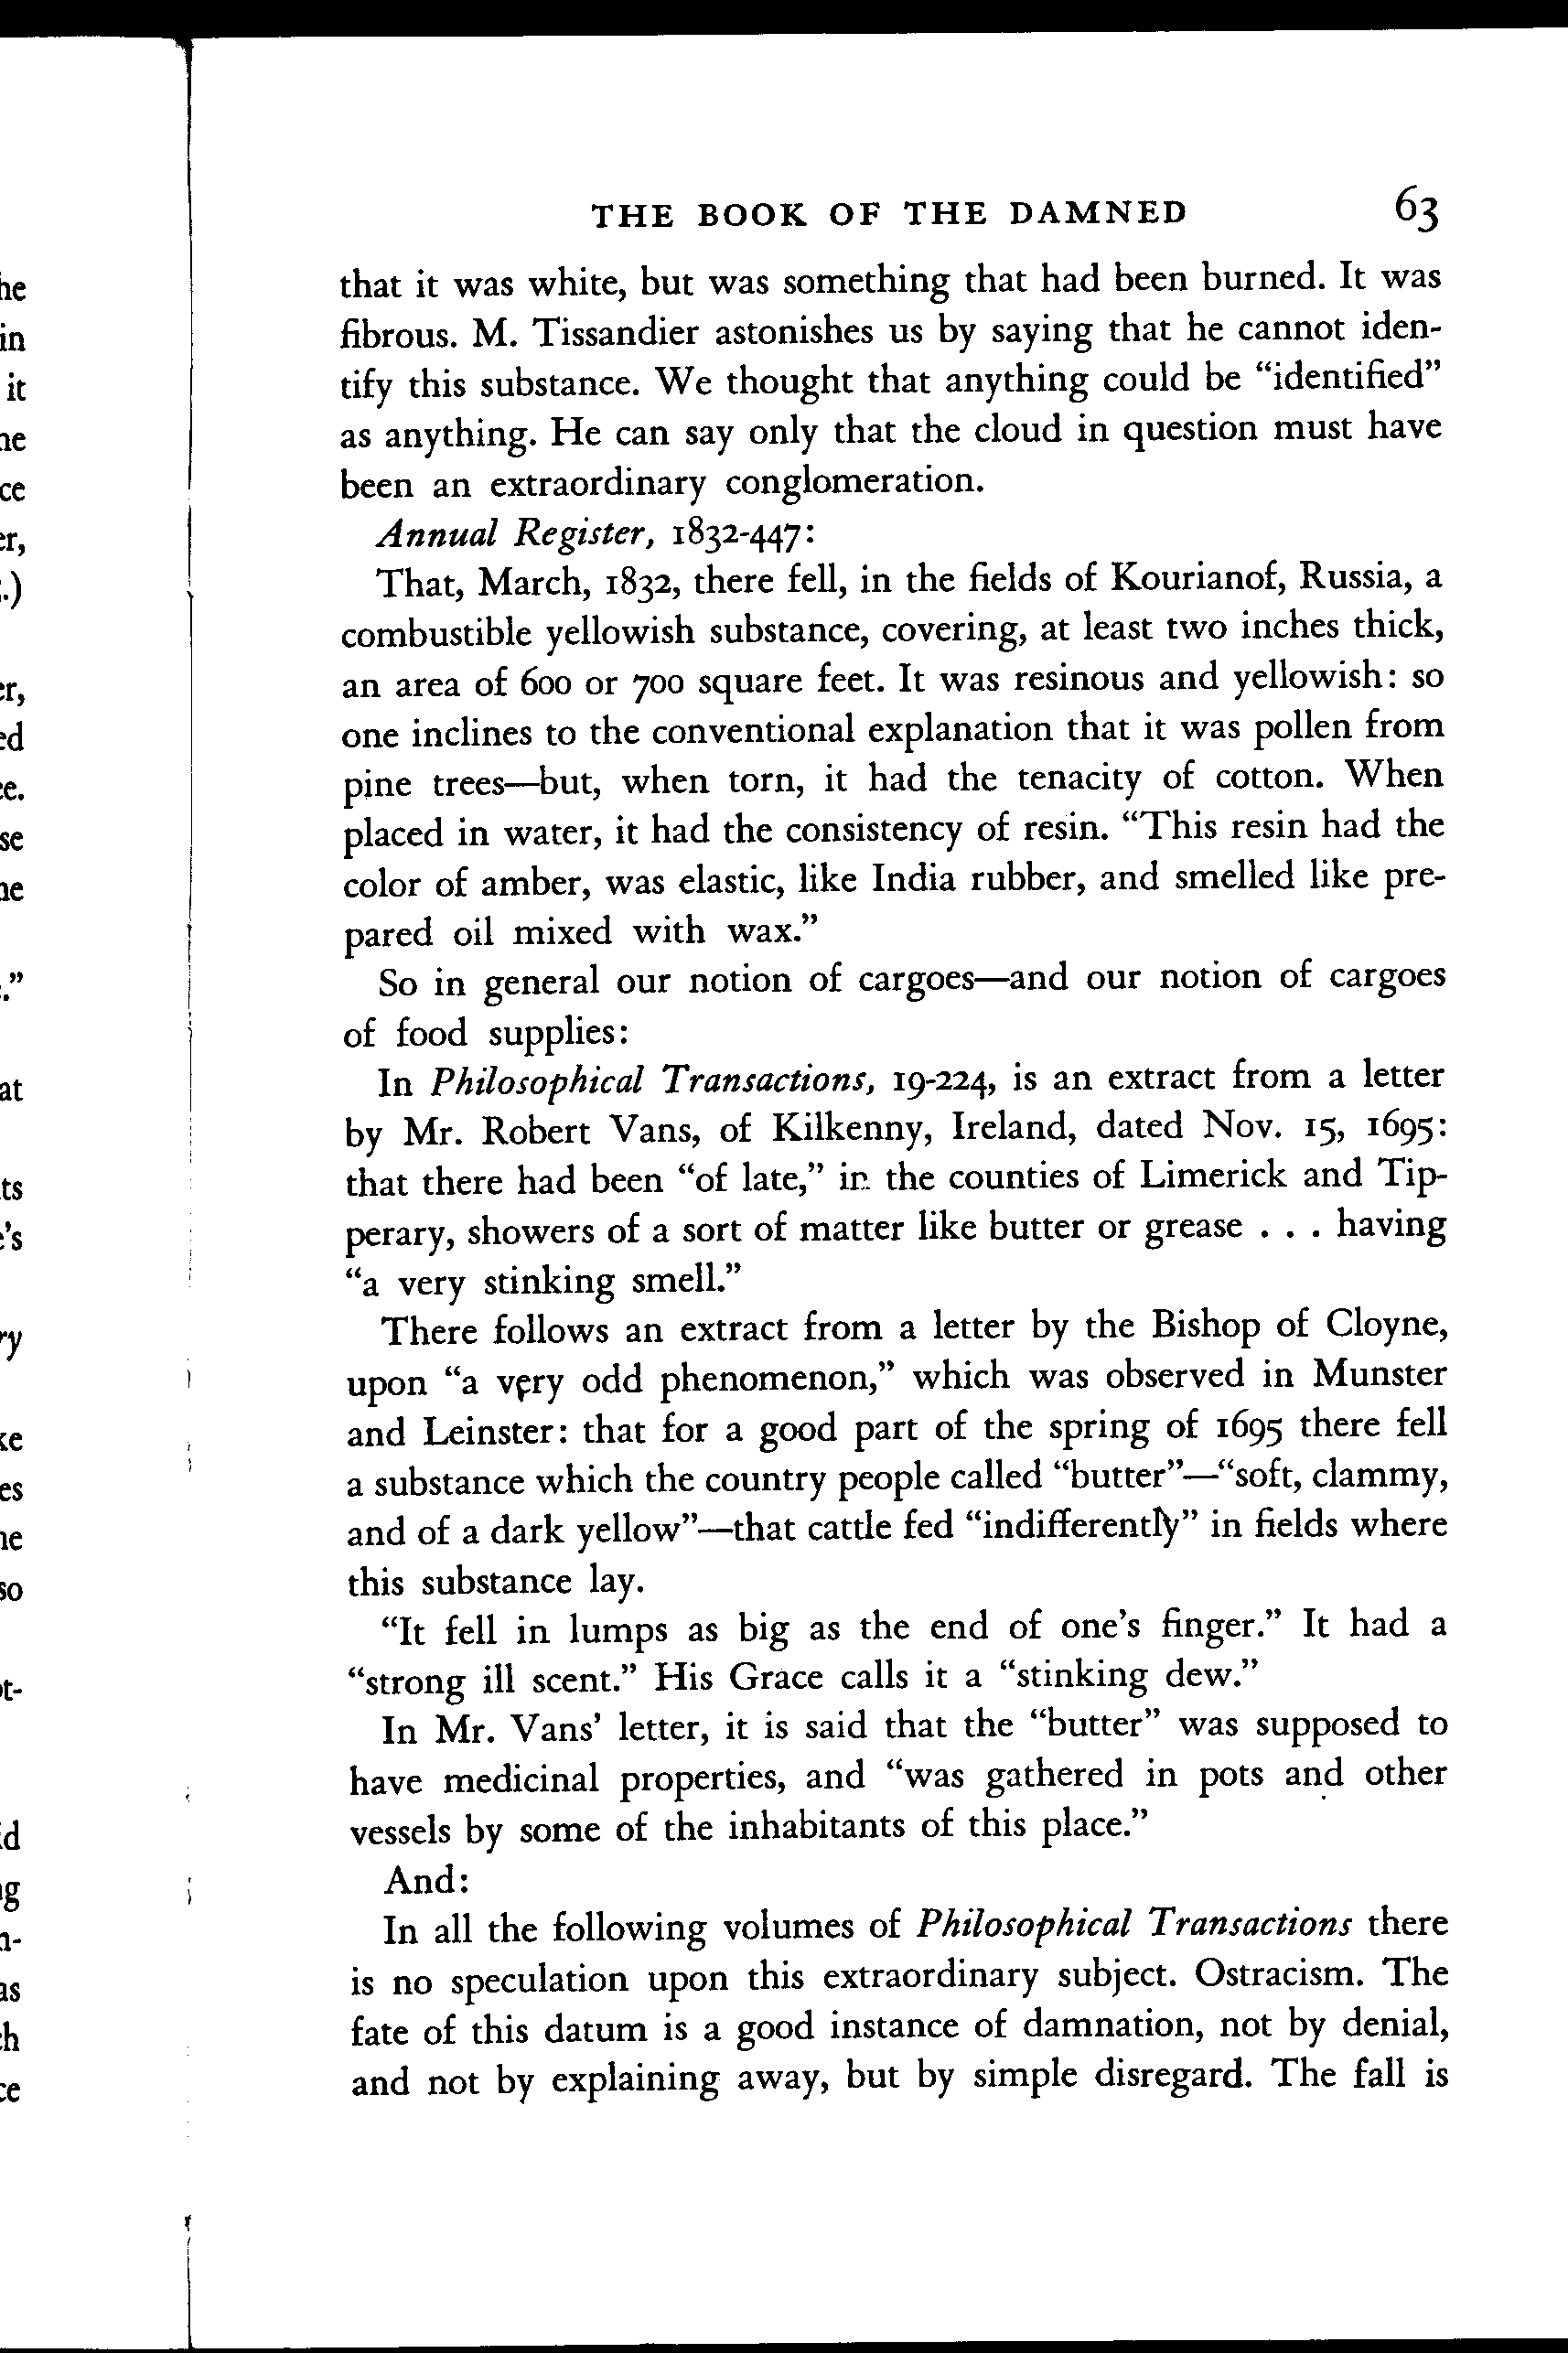 THE BOOK OF THE DAMNED 63
that it was white, but was something that had been burned. It was
fibrous. M. Tissandier astonishes us by saying that he cannot iden-
tify this substance. We thought that anything could be “identified”
as anything. He can say only that the cloud in question must have
been an extraordinary conglomeration.
Annual Register, 1832-447:
That, March, 1832, there fell, in the fields of Kourianof, Russia, a
combustible yellowish substance, covering, at least two inches thick,
an area of 600 or 700 square feet. It was resinous and yellowish: so
one inclines to the conventional explanation that it was pollen from
pine trees—but, when torn, it had the tenacity of cotton. When
placed in water, it had the consistency of resin. “This resin had the
color of amber, was elastic, like India rubber, and smelled like pre-
pared oil mixed with wax.”
So in general our notion of cargoes—and our notion of cargoes
of food supplies:
In Philosophical Transactions, 19-224, is an extract from a letter
by Mr. Robert Vans, of Kilkenny, Ireland, dated Nov. 15, 1695:
that there had been “of late,” in the counties of Limerick and Tip-
perary, showers of a sort of matter like butter or grease . . . having
“a very stinking smell.”
There follows an extract from a letter by the Bishop of Cloyne,
upon “a very odd phenomenon,” which was observed in Munster
and Leinster: that for a good part of the spring of 1695 there fell
a substance which the country people called “butter”—“soft, clammy,
and of a dark yellow”—that cattle fed “indifferently” in fields where
this substance lay.
“It fell in lumps as big as the end of one’s finger.” It had a
“strong ill scent.” His Grace calls it a “stinking dew.”
In Mr. Vans’ letter, it is said that the “butter” was supposed to
have medicinal properties, and “was gathered in pots and other
vessels by some of the inhabitants of this place.”
And:
In all the following volumes of Philosophical Transactions there
is no speculation upon this extraordinary subject. Ostracism. The
fate of this datum is a good instance of damnation, not by denial,
and not by explaining away, but by simple disregard. The fall is